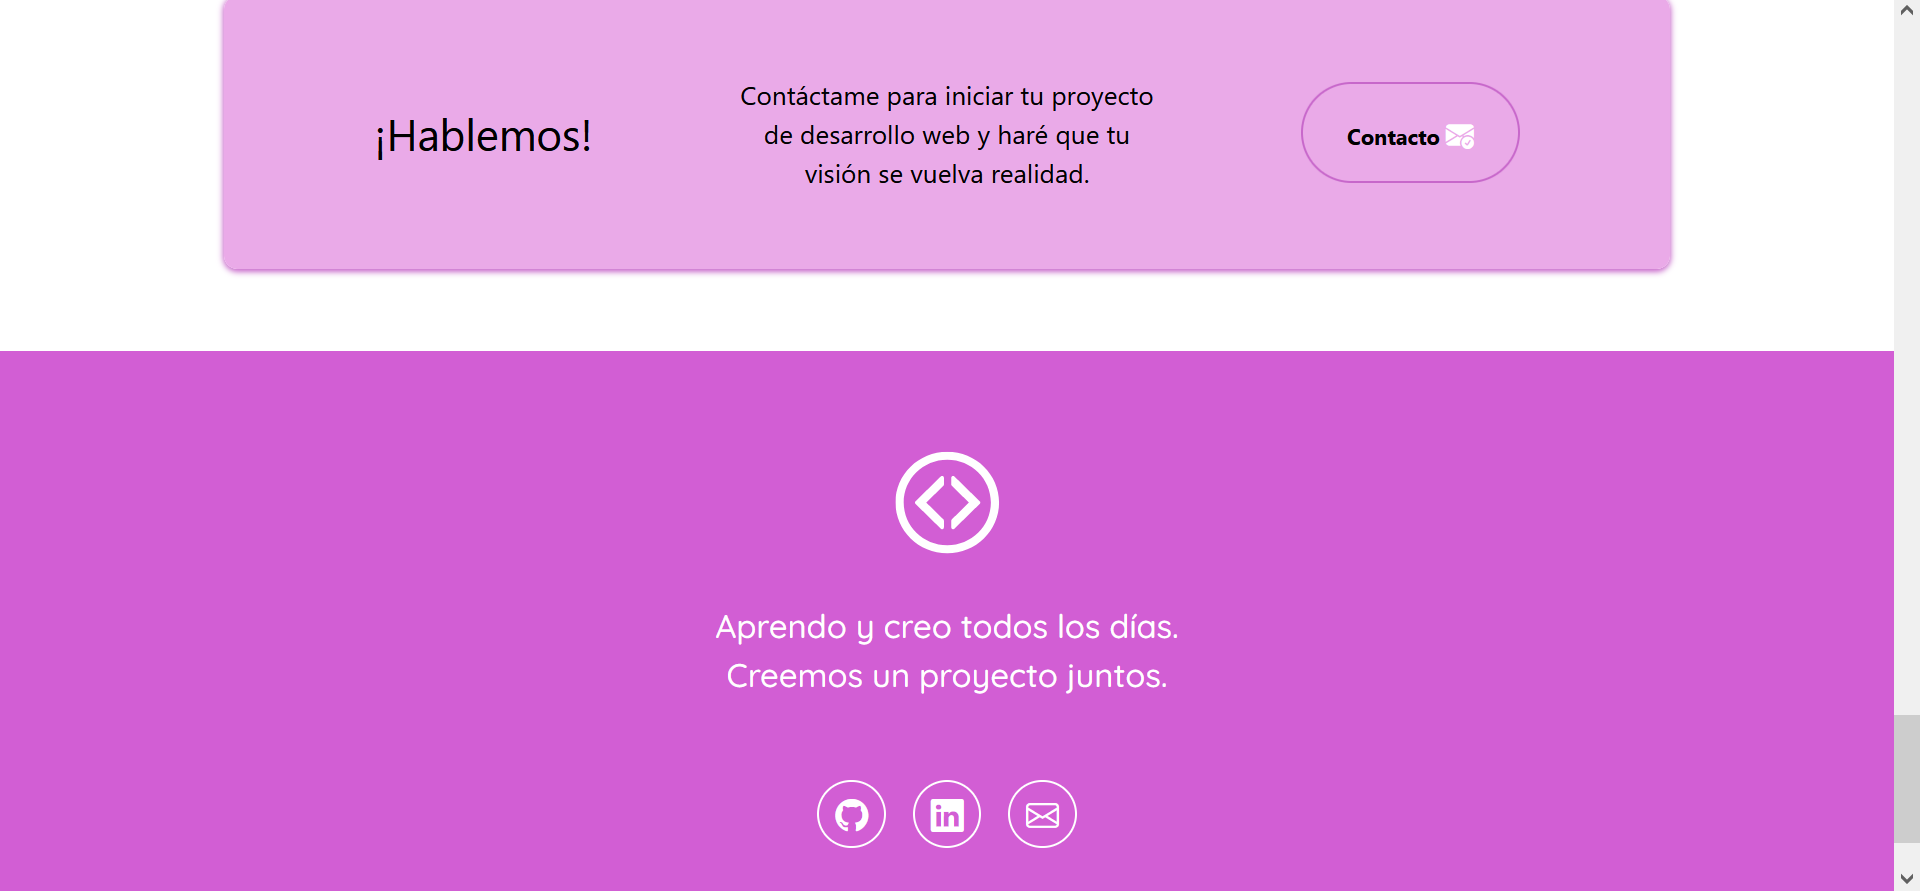 ¡Hablemos!
Contáctame para iniciar tu proyecto
de desarrollo web y haré que tu
visión se vuelva realidad.
Contacto
Aprendo y creo todos los días.
Creemos un proyecto juntos.
in